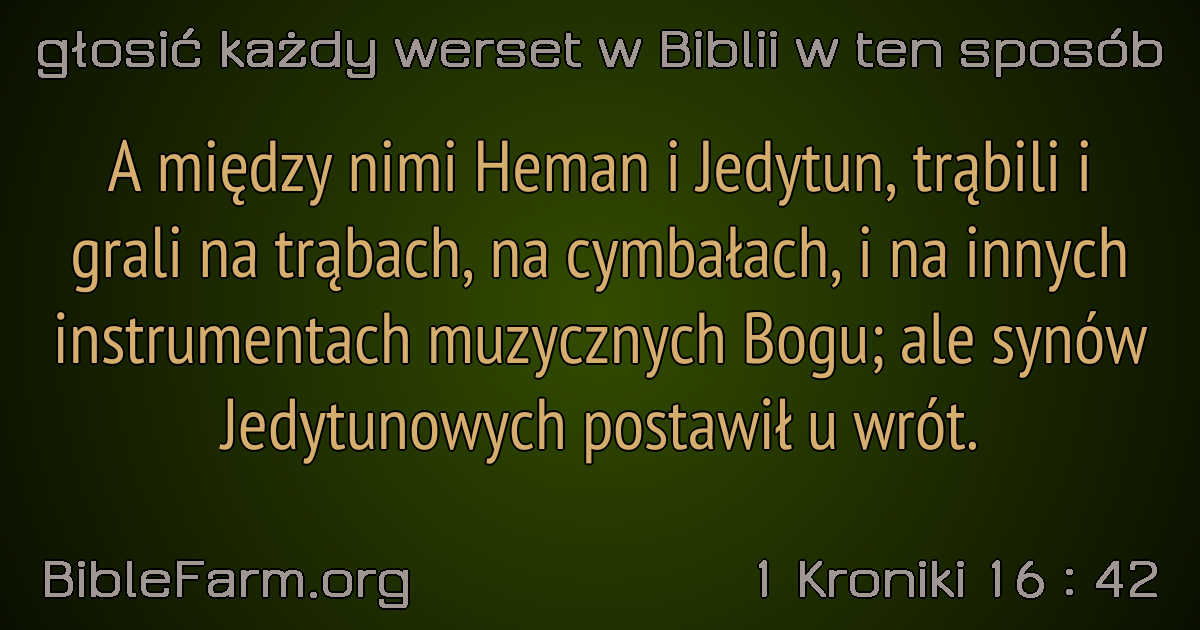 głosić każdy werset w Biblii w ten sposób
A między nimi Heman i Jedytun, trąbili i
grali na trąbach, na cymbałach, i na innych
instrumentach muzycznych Bogu; ale synów
Jedytunowych postawił u wrót.
BibleFarm.org
1 Kroniki 16 : 42